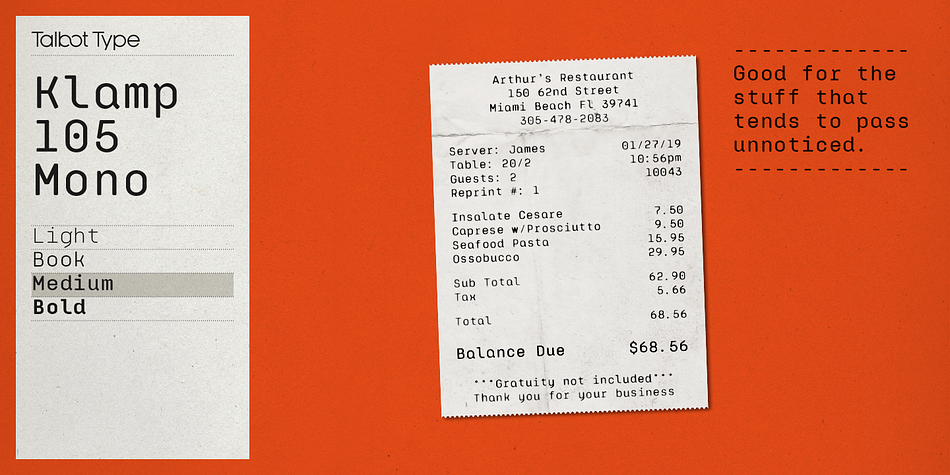 Talbot Type
Klamp
105
Mono
Light
Book
Medium
Bold
Arthur's Restaurant
150 62nd Street
Miami Beach Fl 39741
305-478-2083
Server: James 01/27/19
Table: 20/2 10:56pm
Guests: 2 10043
Reprint #: 1
Insalate Cesare 7.50
Caprese w/Prosciutto 9.50
Seafood Pasta 15.95
Ossobucco 29.95
Sub Total 62.90
Tax 5.66
Total 68.56
Balance Due $68.56
***Gratuity not included***
Thank you for your business
-------------
Good for the
stuff that
tends to pass
unnoticed.
-------------